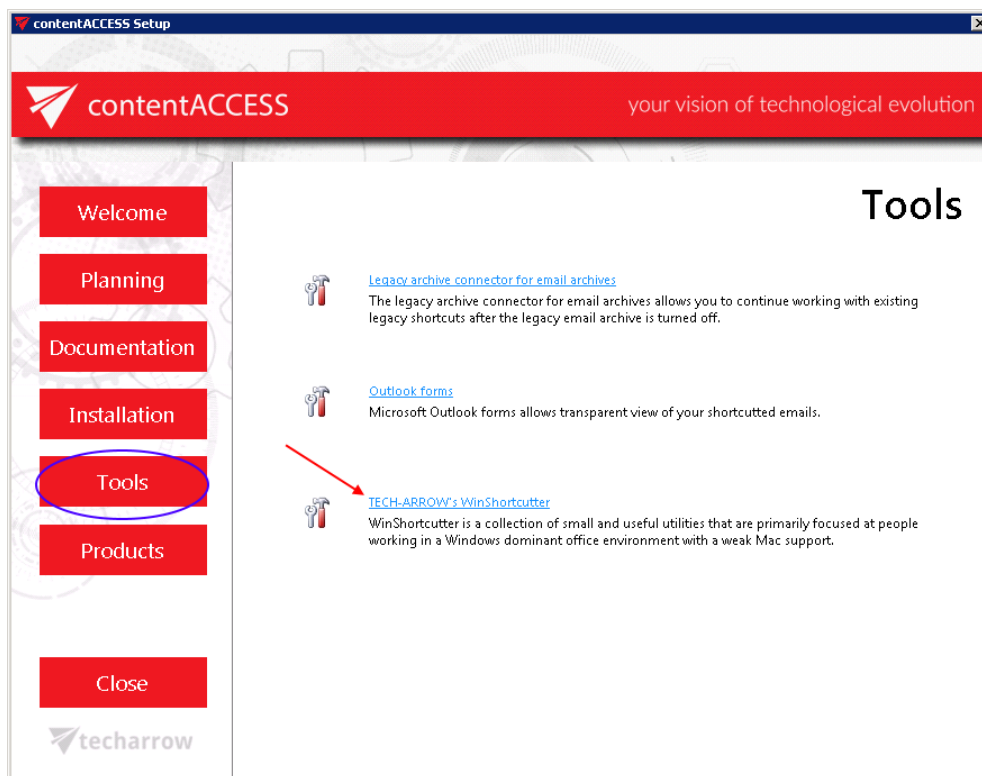 contentACCESS Setup
contentACCESS
your vision of technological evolution
Welcome
Planning
Documentation
Installation
Tools
Products
Close
techarrow
Tools
Legacy archive connector for email archives
The legacy archive connector for email archives allows you to continue working with existing
legacy shortcuts after the legacy email archive is turned off.
Outlook forms
Microsoft Outlook forms allows transparent view of your shortcutted emails.
TECH-ARROW's WinShortcutter
WinShortcutter is a collection of small and useful utilities that are primarily focused at people
working in a Windows dominant office environment with a weak Mac support.